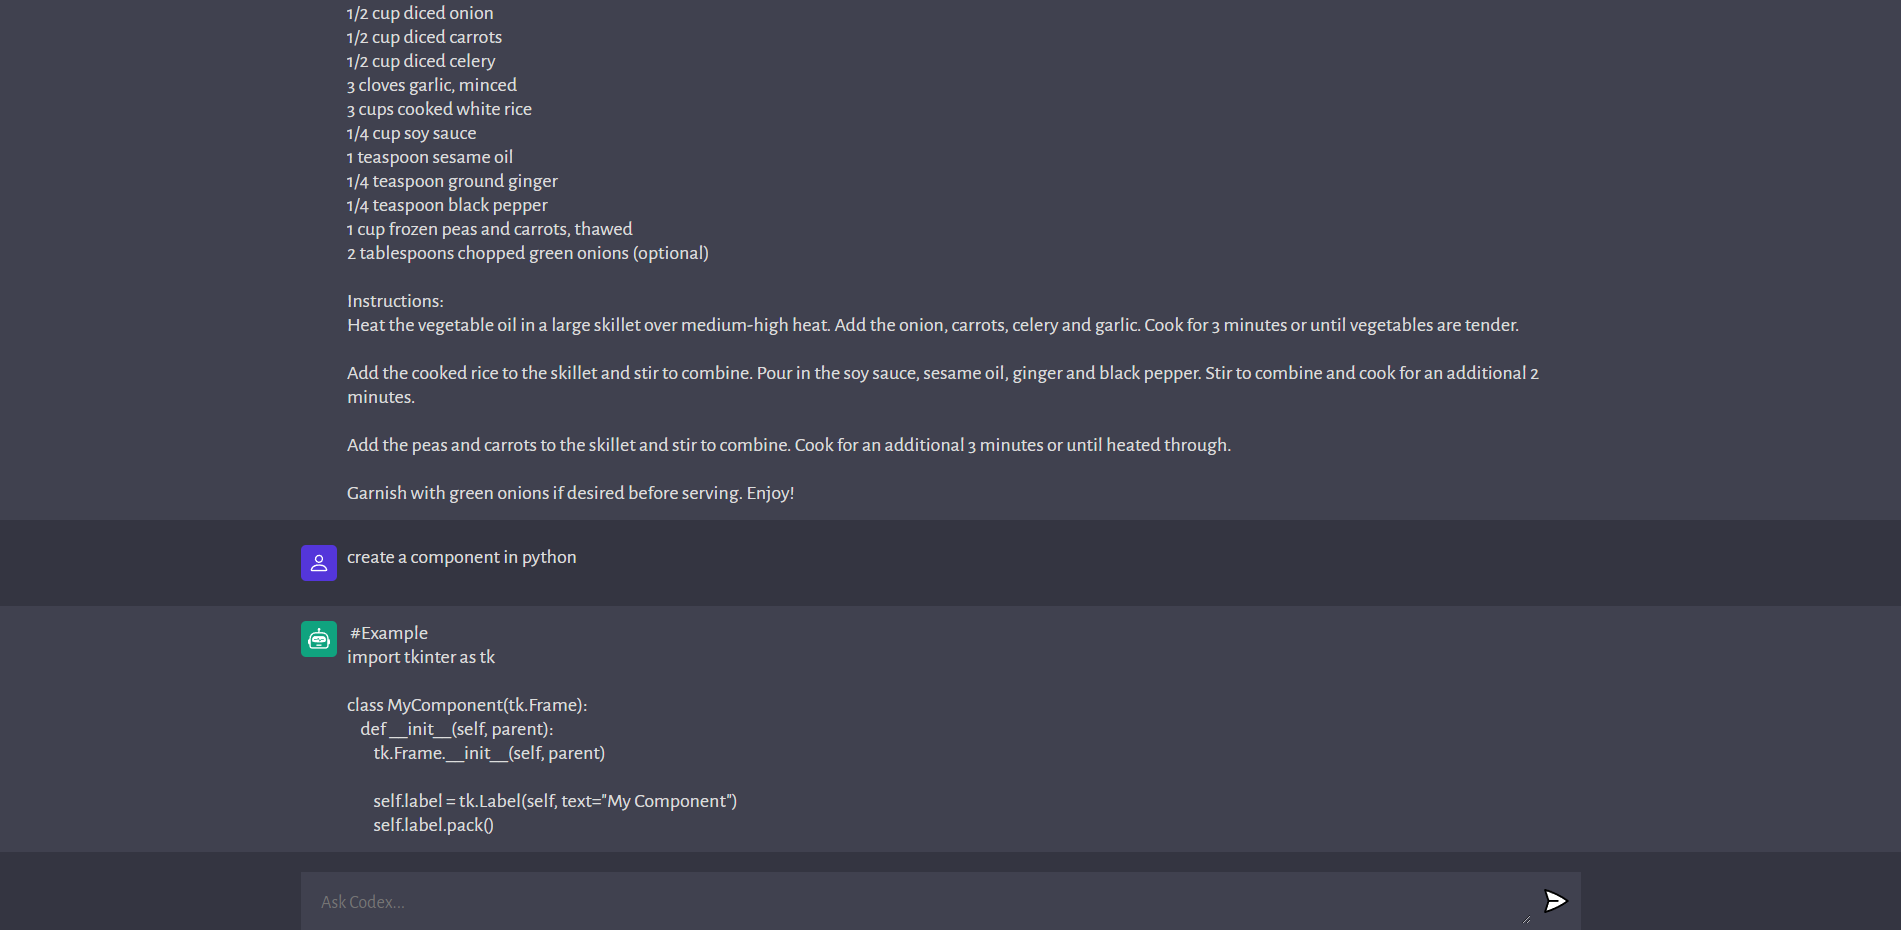 1/2 cup diced onion
1/2 cup diced carrots
1/2 cup diced celery
3 cloves garlic, minced
3 cups cooked white rice
1/4 cup soy sauce
1 teaspoon sesame oil
1/4 teaspoon ground ginger
1/4 teaspoon black pepper
1 cup frozen peas and carrots, thawed
2 tablespoons chopped green onions (optional)
Instructions:
Heat the vegetable oil in a large skillet over medium-high heat. Add the onion, carrots, celery and garlic. Cook for 3 minutes or until vegetables are tender.
Add the cooked rice to the skillet and stir to combine. Pour in the soy sauce, sesame oil, ginger and black pepper. Stir to combine and cook for an additional 2
minutes.
Add the peas and carrots to the skillet and stir to combine. Cook for an additional 3 minutes or until heated through.
Garnish with green onions if desired before serving. Enjoy!
create a component in python
#Example
import tkinter as tk
class MyComponent(tk.Frame):
def __init__(self, parent):
tk.Frame.__init__(self, parent)
self.label = tk.Label(self, text="My Component")
self.label.pack()
Ask Codex...